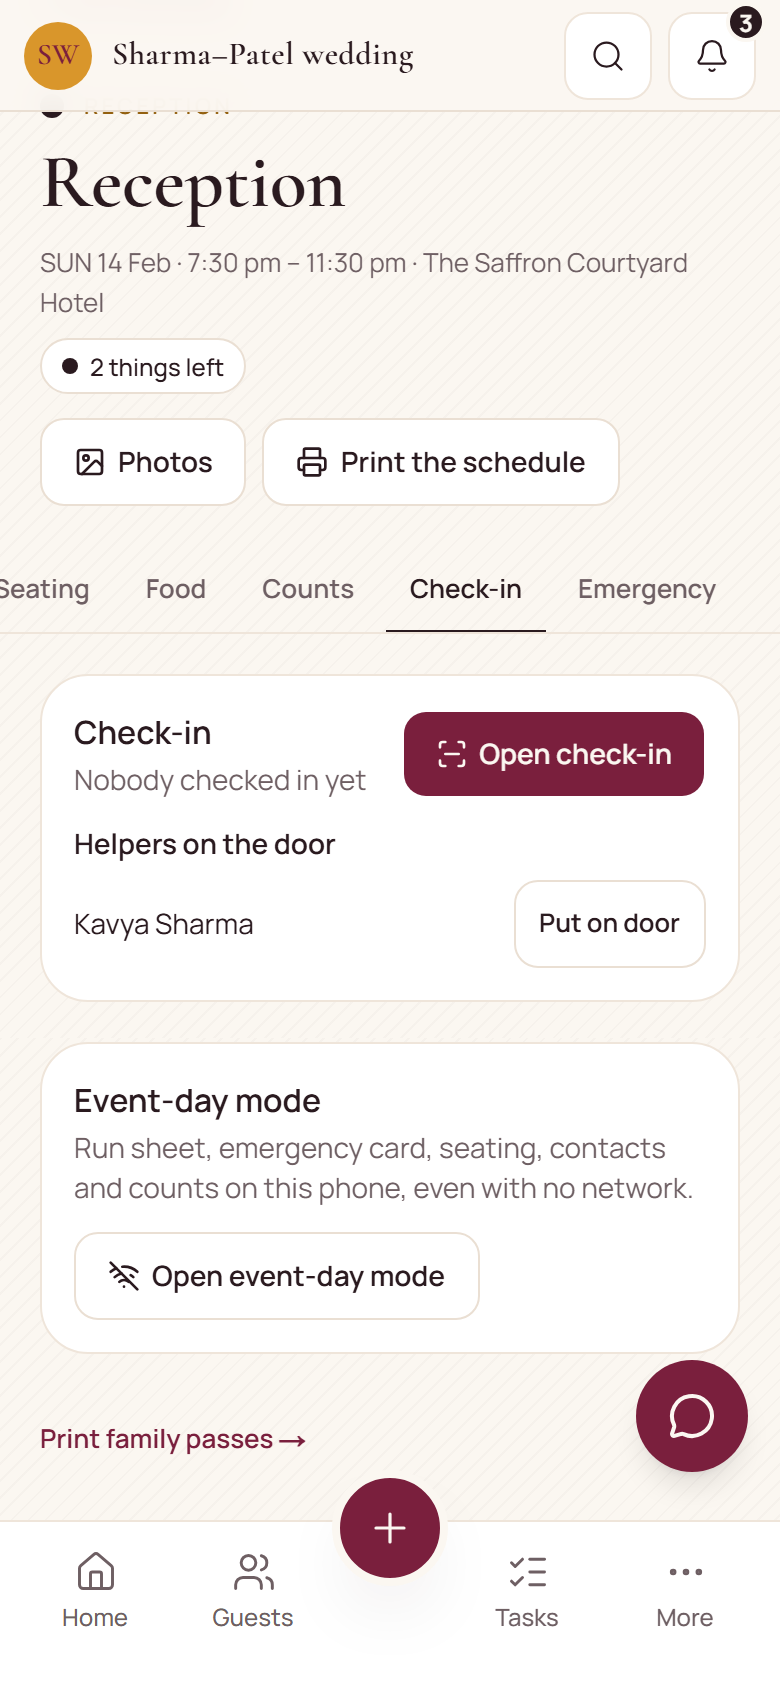 SW
Sharma–Patel wedding
3
RECEPTION
Reception
SUN 14 Feb · 7:30 pm – 11:30 pm · The Saffron Courtyard
Hotel
2 things left
Photos
Print the schedule
Seating
Food
Counts
Check-in
Emergency
Check-in
Nobody checked in yet
Open check-in
Helpers on the door
Kavya Sharma
Put on door
Event-day mode
Run sheet, emergency card, seating, contacts
and counts on this phone, even with no network.
Open event-day mode
Print family passes →
Home
Guests
Tasks
More